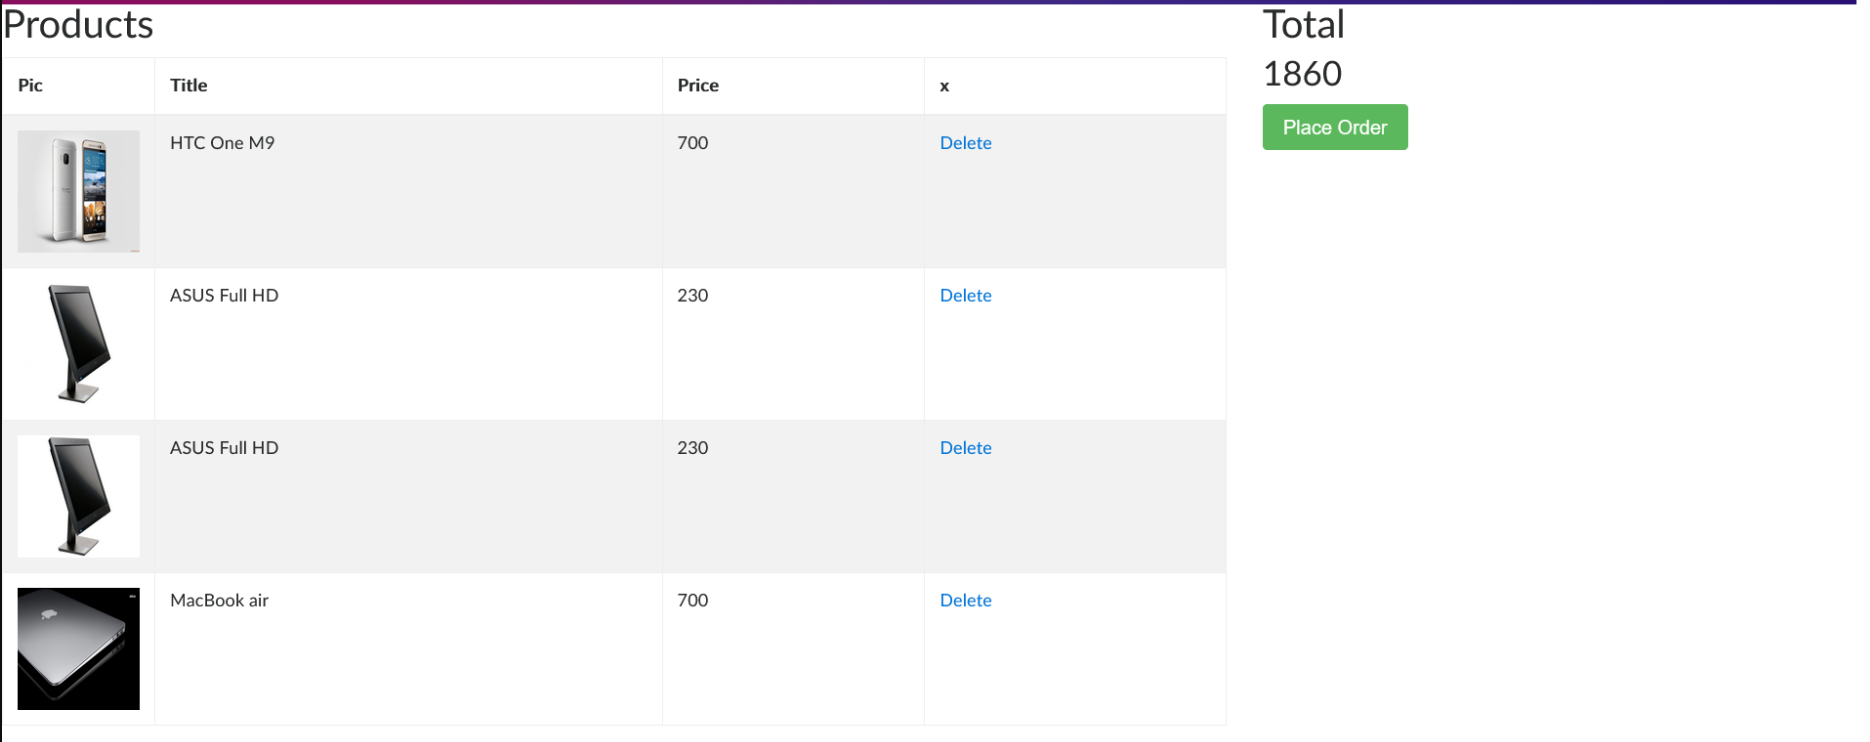 Products
Pic Title Price x
HTC One M9 700 Delete
ASUS Full HD 230 Delete
ASUS Full HD 230 Delete
MacBook air 700 Delete
Total
1860
Place Order